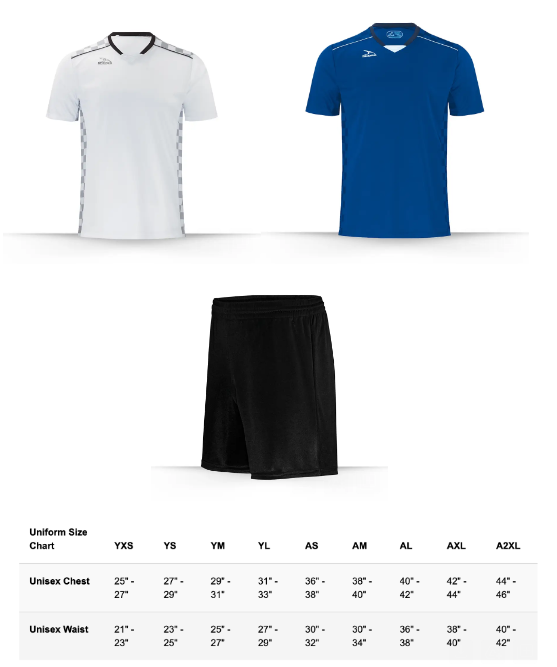 Uniform Size
Chart YXS YS YM YL AS AM AL AXL A2XL
Unisex Chest 25" - 27" - 29" - 31" - 36" - 38" - 40" - 42" - 44" -
27" 29" 31" 33" 38" 40" 42" 44" 46"
Unisex Waist 21" - 23" - 25" - 27" - 30" - 30" - 36" - 38" - 40" -
23" 25" 27" 29" 32" 34" 38" 40" 42"